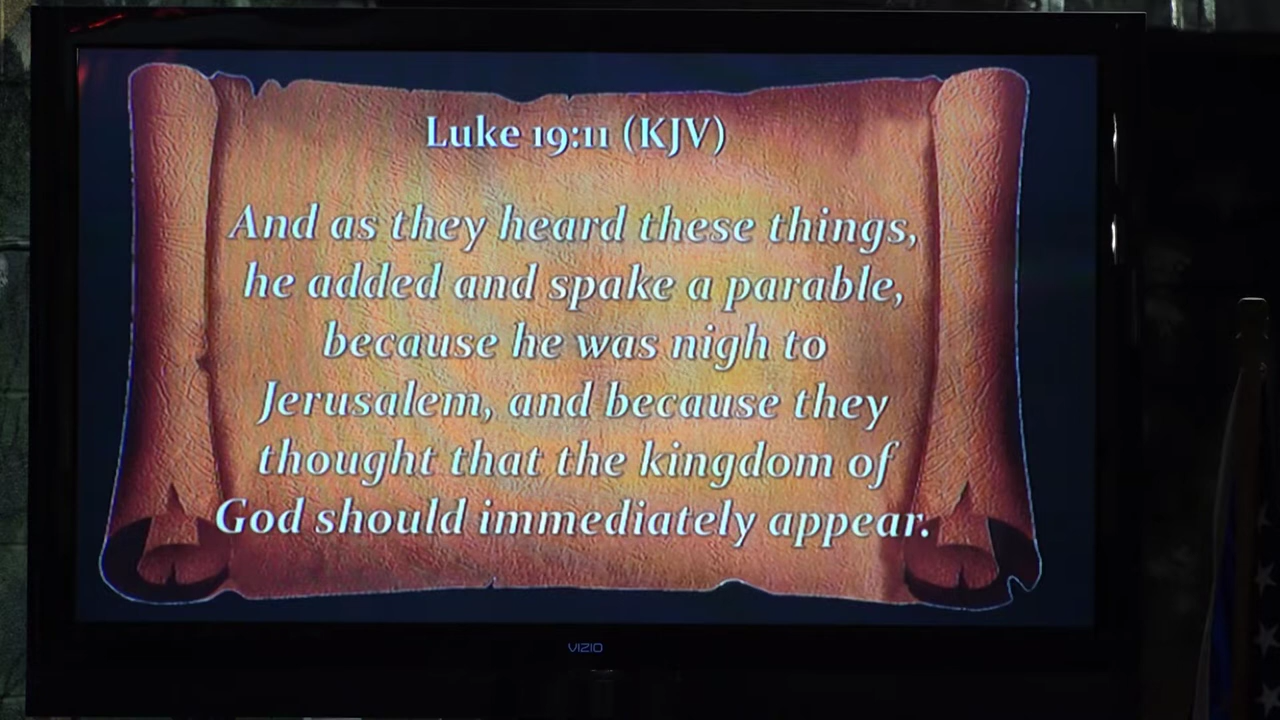 Luke 19:11 (KJV)
And as they heard these things,
he added and spake a parable,
because he was nigh to
Jerusalem, and because they
thought that the kingdom of
God should immediately appear.
VIZIO